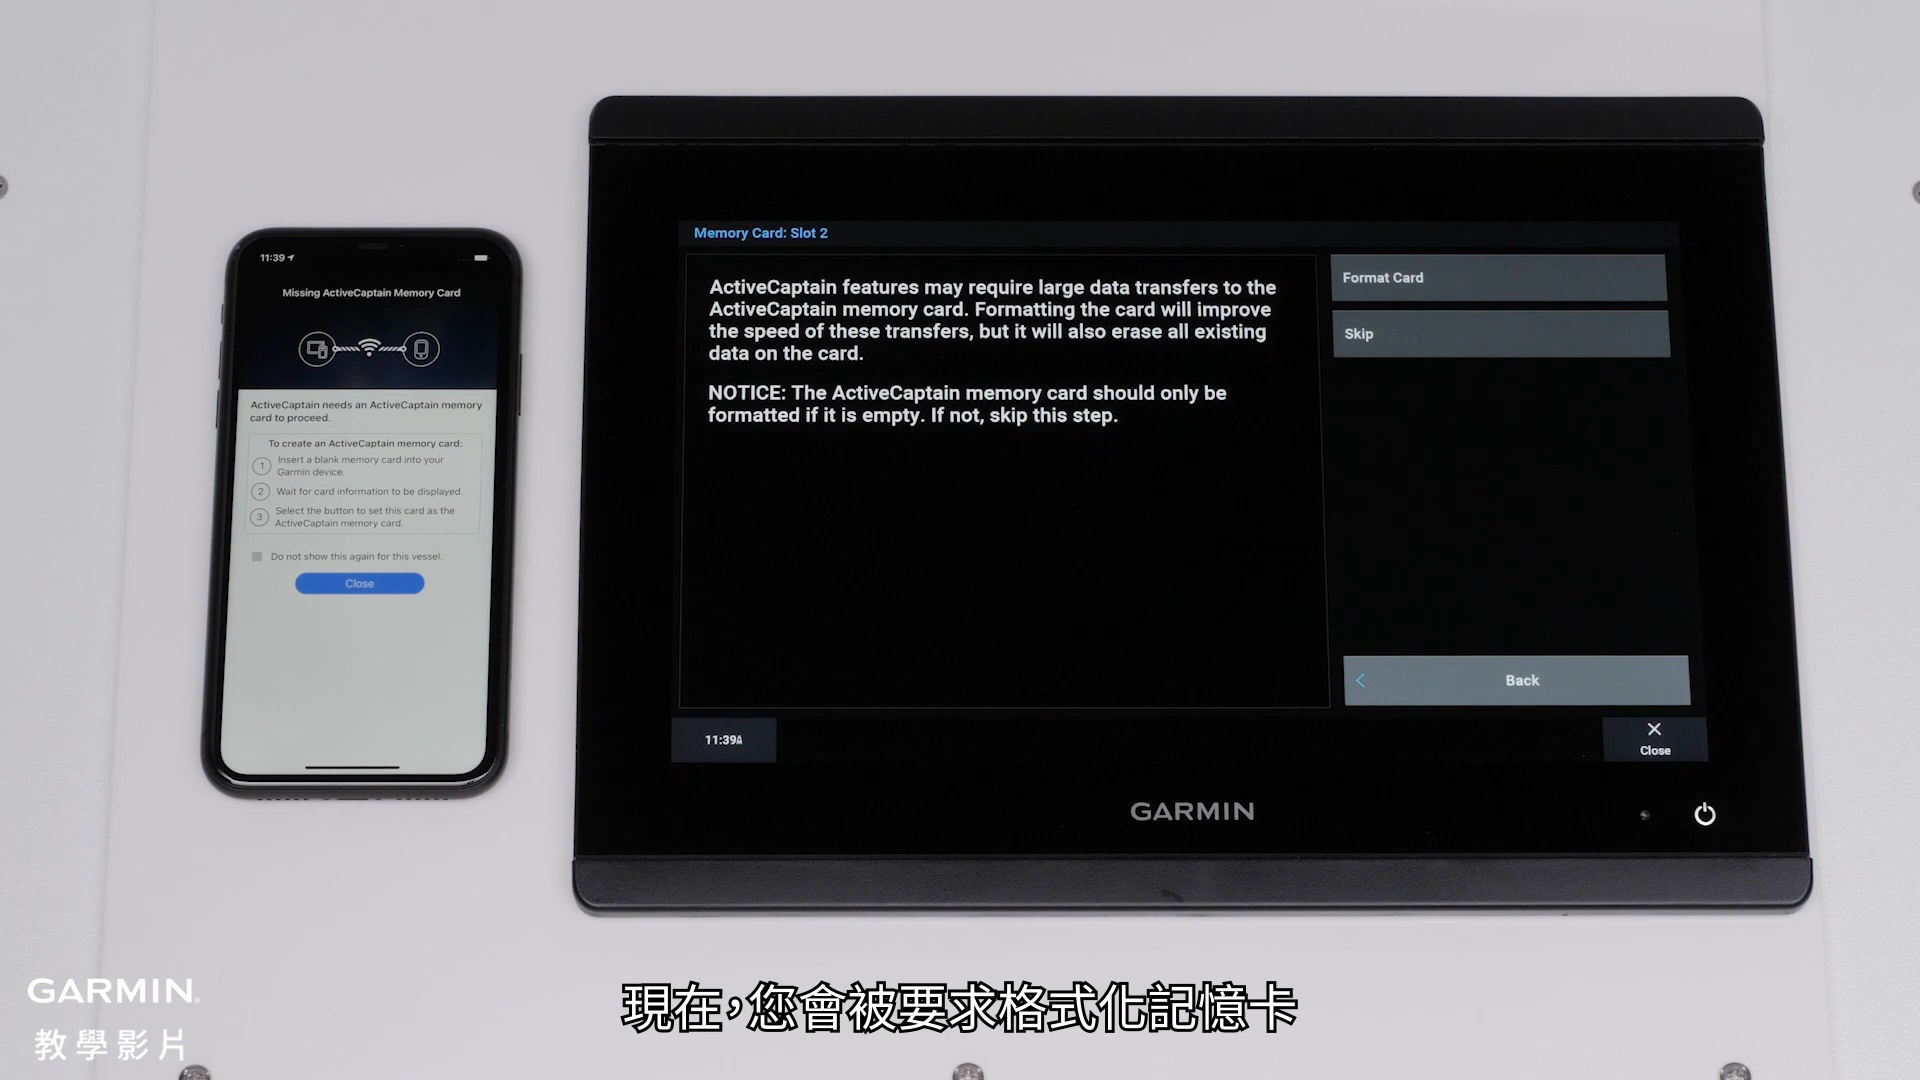 11:39
Missing ActiveCaptain Memory Card
ActiveCaptain needs an ActiveCaptain memory
card to proceed.
To create an ActiveCaptain memory card:
1 Insert a blank memory card into your
Garmin device.
2 Wait for card information to be displayed.
3 Select the button to set this card as the
ActiveCaptain memory card.
Do not show this again for this vessel.
Close
Memory Card: Slot 2
ActiveCaptain features may require large data transfers to the
ActiveCaptain memory card. Formatting the card will improve
the speed of these transfers, but it will also erase all existing
data on the card.
NOTICE: The ActiveCaptain memory card should only be
formatted if it is empty. If not, skip this step.
Format Card
Skip
Back
11:39A
Close
GARMIN
GARMIN
教學影片
現在，您會被要求格式化記憶卡